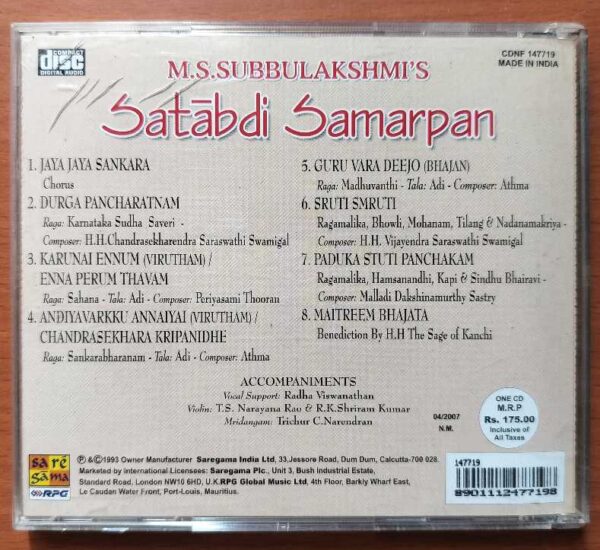 COMPACT
disc
DIGITAL AUDIO
CDNF 147719
MADE IN INDIA
M.S.SUBBULAKSHMI'S
Satābdi Samarpan
1. JAYA JAYA SANKARA
Chorus
2. DURGA PANCHARATNAM
Raga: Karnataka Sudha Saveri -
Composer: H.H.Chandrasekharendra Saraswathi Swamigal
3. KARUNAI ENNUM (VIRUTHAM) /
ENNA PERUM THAVAM
Raga: Sahana - Tala: Adi - Composer: Periyasami Thooran
4. ANDIYAVARKKU ANNAIYAI (VIRUTHAM) /
CHANDRASEKHARA KRIPANIDHE
Raga: Sankarabharanam - Tala: Adi - Composer: Athma
5. GURU VARA DEEJO (BHAJAN)
Raga: Madhuvanthi - Tala: Adi - Composer: Athma
6. SRUTI SMRUTI
Ragamalika, Bhowli, Mohanam, Tilang & Nadanamakriya -
Composer: H.H. Vijayendra Saraswathi Swamigal
7. PADUKA STUTI PANCHAKAM
Ragamalika, Hamsanandhi, Kapi & Sindhu Bhairavi -
Composer: Malladi Dakshinamurthy Sastry
8. MAITREEM BHAJATA
Benediction By H.H The Sage of Kanchi
ACCOMPANIMENTS
Vocal Support: Radha Viswanathan
Violin: T.S. Narayana Rao & R.K.Shriram Kumar
Mridangam: Trichur C.Narendran
04/2007
N.M.
ONE CD
M.R.P
Rs. 175.00
Inclusive of
All Taxes
sa re
ga ma
RPG
℗ &©1993 Owner Manufacturer Saregama India Ltd, 33,Jessore Road, Dum Dum, Calcutta-700 028.
Marketed by International Licensees: Saregama Plc., Unit 3, Bush Industrial Estate,
Standard Road, London NW10 6HD, U.K.RPG Global Music Ltd, 4th Floor, Barkly Wharf East,
Le Caudan Water Front, Port-Louis, Mauritius.
147719
8901112477198